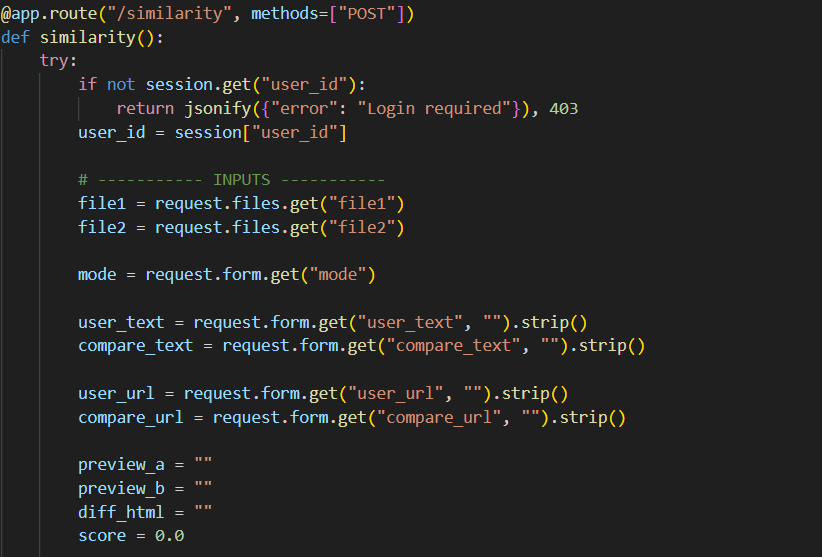 @app.route("/similarity", methods=["POST"])
def similarity():
    try:
        if not session.get("user_id"):
            return jsonify({"error": "Login required"}), 403
        user_id = session["user_id"]

        # ----------- INPUTS -----------
        file1 = request.files.get("file1")
        file2 = request.files.get("file2")

        mode = request.form.get("mode")

        user_text = request.form.get("user_text", "").strip()
        compare_text = request.form.get("compare_text", "").strip()

        user_url = request.form.get("user_url", "").strip()
        compare_url = request.form.get("compare_url", "").strip()

        preview_a = ""
        preview_b = ""
        diff_html = ""
        score = 0.0